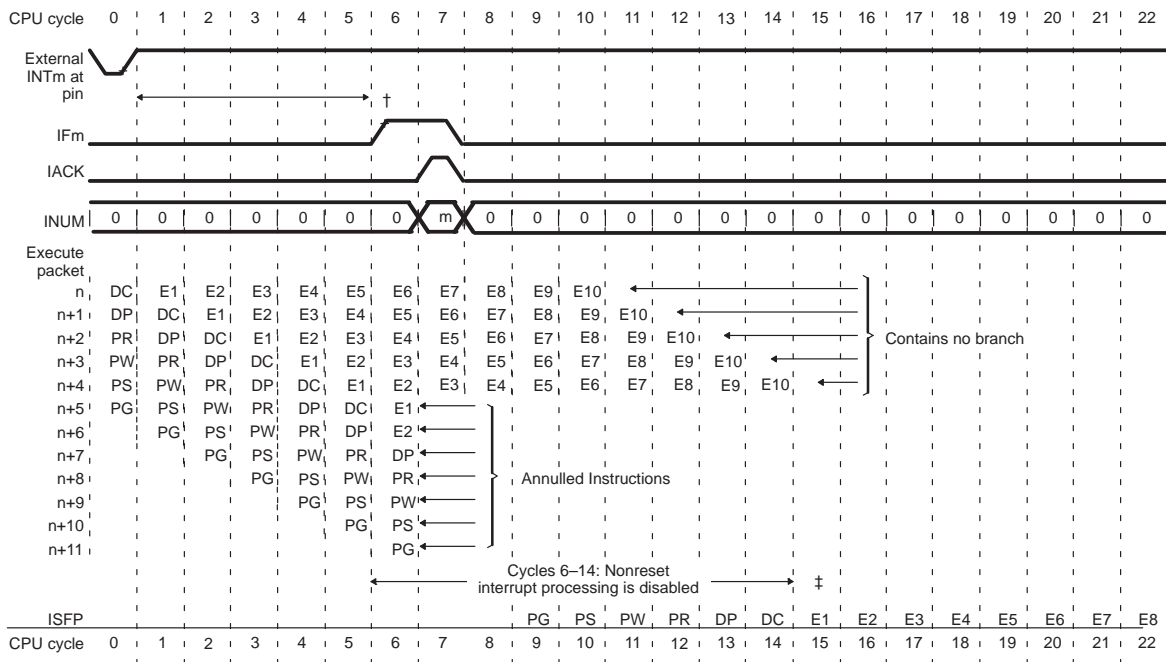 CPU cycle 0 1 2 3 4 5 6 7 8 9 10 11 12 13 14 15 16 17 18 19 20 21 22
External
INTm at
pin
†
IFm
IACK
INUM 0 0 0 0 0 0 0 m 0 0 0 0 0 0 0 0 0 0 0 0 0 0 0
Execute
packet
n DC E1 E2 E3 E4 E5 E6 E7 E8 E9 E10
n+1 DP DC E1 E2 E3 E4 E5 E6 E7 E8 E9 E10
n+2 PR DP DC E1 E2 E3 E4 E5 E6 E7 E8 E9 E10 Contains no branch
n+3 PW PR DP DC E1 E2 E3 E4 E5 E6 E7 E8 E9 E10
n+4 PS PW PR DP DC E1 E2 E3 E4 E5 E6 E7 E8 E9 E10
n+5 PG PS PW PR DP DC E1
n+6 PG PS PW PR DP E2
n+7 PG PS PW PR DP
n+8 PG PS PW PR Annulled Instructions
n+9 PG PS PW
n+10 PG PS
n+11 PG
Cycles 6–14: Nonreset
interrupt processing is disabled ‡
ISFP PG PS PW PR DP DC E1 E2 E3 E4 E5 E6 E7 E8
CPU cycle 0 1 2 3 4 5 6 7 8 9 10 11 12 13 14 15 16 17 18 19 20 21 22